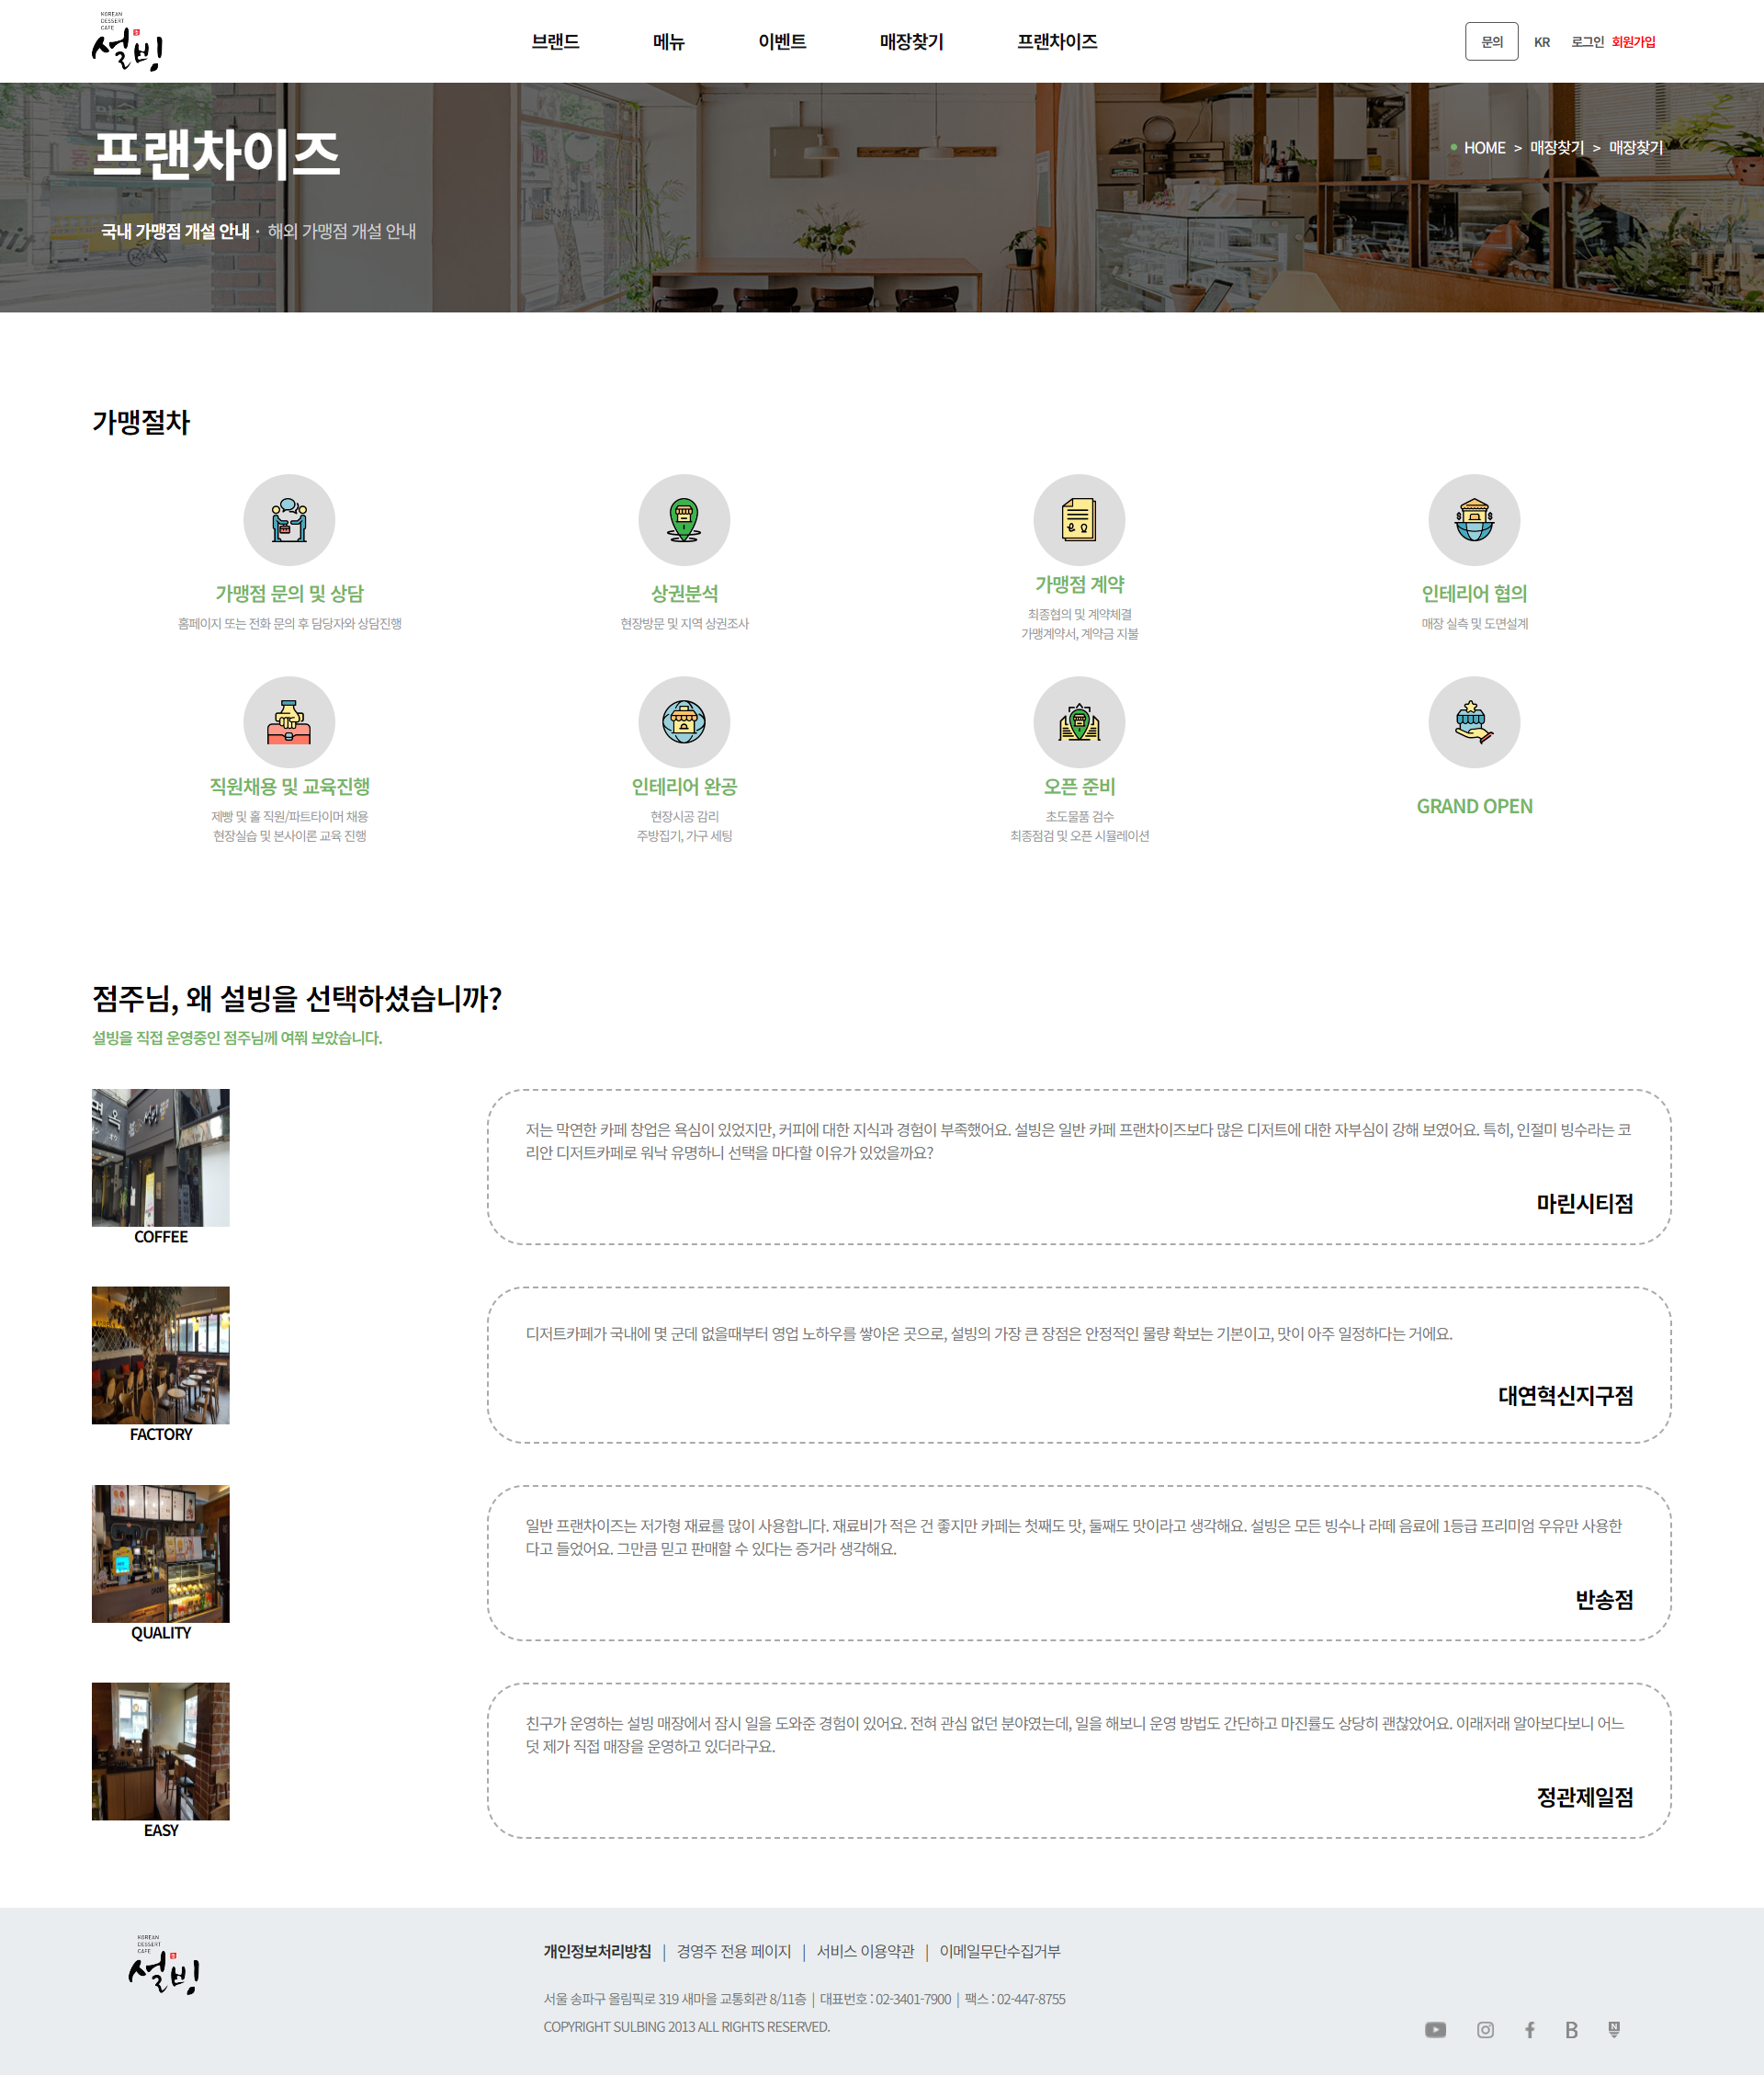 KOREAN
DESSERT
CAFE
설빙
브랜드 메뉴 이벤트 매장찾기 프랜차이즈
문의 KR 로그인 회원가입
프랜차이즈
HOME > 매장찾기 > 매장찾기
국내 가맹점 개설 안내 · 해외 가맹점 개설 안내
가맹절차
가맹점 문의 및 상담
홈페이지 또는 전화 문의 후 담당자와 상담진행
상권분석
현장방문 및 지역 상권조사
가맹점 계약
최종협의 및 계약체결
가맹계약서, 계약금 지불
인테리어 협의
매장 실측 및 도면설계
직원채용 및 교육진행
제빵 및 홀 직원/파트타이머 채용
현장실습 및 본사이론 교육 진행
인테리어 완공
현장시공 감리
주방집기, 가구 세팅
오픈 준비
초도물품 검수
최종점검 및 오픈 시뮬레이션
GRAND OPEN
점주님, 왜 설빙을 선택하셨습니까?
설빙을 직접 운영중인 점주님께 여쭤 보았습니다.
COFFEE
저는 막연한 카페 창업은 욕심이 있었지만, 커피에 대한 지식과 경험이 부족했어요. 설빙은 일반 카페 프랜차이즈보다 많은 디저트에 대한 자부심이 강해 보였어요. 특히, 인절미 빙수라는 코
리안 디저트카페로 워낙 유명하니 선택을 마다할 이유가 있었을까요?
마린시티점
FACTORY
디저트카페가 국내에 몇 군데 없을때부터 영업 노하우를 쌓아온 곳으로, 설빙의 가장 큰 장점은 안정적인 물량 확보는 기본이고, 맛이 아주 일정하다는 거에요.
대연혁신지구점
QUALITY
일반 프랜차이즈는 저가형 재료를 많이 사용합니다. 재료비가 적은 건 좋지만 카페는 첫째도 맛, 둘째도 맛이라고 생각해요. 설빙은 모든 빙수나 라떼 음료에 1등급 프리미엄 우유만 사용한
다고 들었어요. 그만큼 믿고 판매할 수 있다는 증거라 생각해요.
반송점
EASY
친구가 운영하는 설빙 매장에서 잠시 일을 도와준 경험이 있어요. 전혀 관심 없던 분야였는데, 일을 해보니 운영 방법도 간단하고 마진률도 상당히 괜찮았어요. 이래저래 알아보다보니 어느
덧 제가 직접 매장을 운영하고 있더라구요.
정관제일점
KOREAN
DESSERT
CAFE
설빙
개인정보처리방침 | 경영주 전용 페이지 | 서비스 이용약관 | 이메일무단수집거부
서울 송파구 올림픽로 319 새마을 교통회관 8/11층 | 대표번호 : 02-3401-7900 | 팩스 : 02-447-8755
COPYRIGHT SULBING 2013 ALL RIGHTS RESERVED.